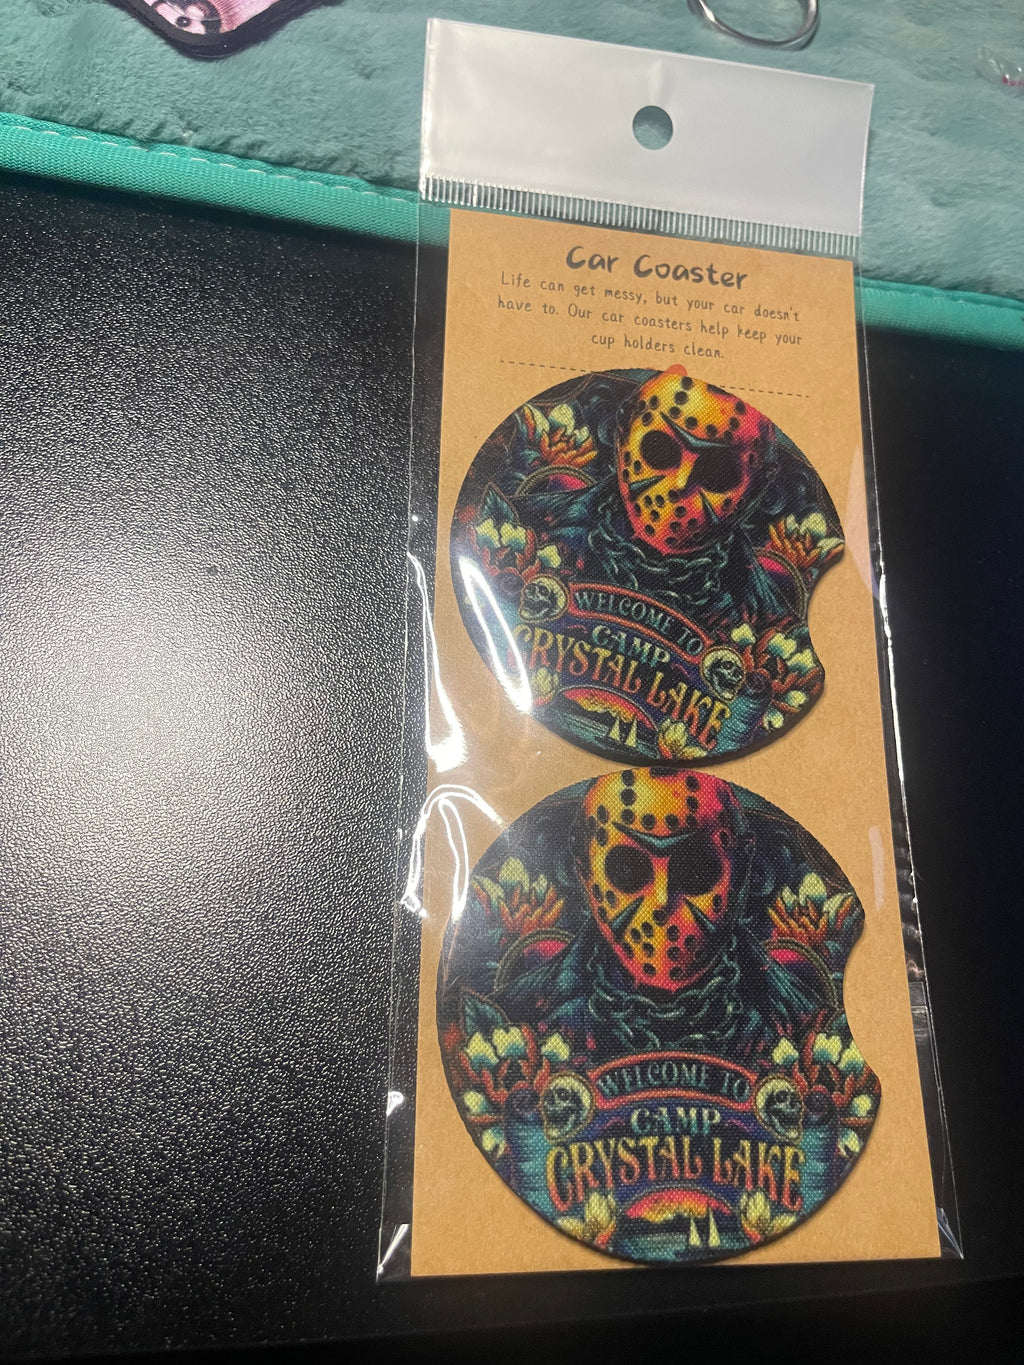 Car Coaster
Life can get messy, but your car doesn't
have to. Our car coasters help keep your
cup holders clean.
WELCOME TO
CAMP
CRYSTAL LAKE
WELCOME TO
CAMP
CRYSTAL LAKE